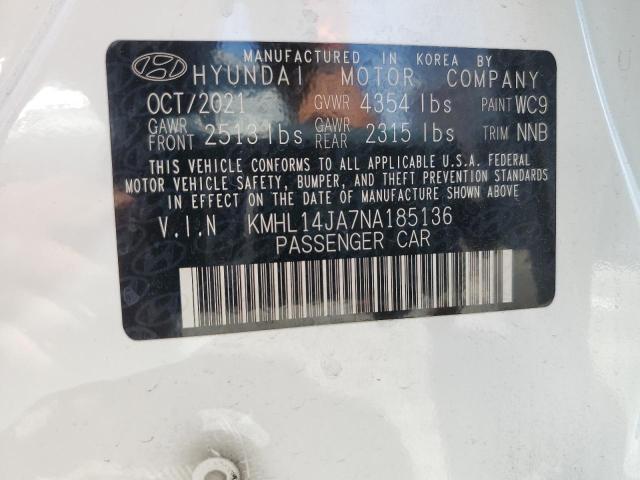 MANUFACTURED IN KOREA BY
HYUNDAI MOTOR COMPANY
OCT/2021 GVWR 4354 lbs PAINT WC9
GAWR FRONT 2513 lbs GAWR REAR 2315 lbs TRIM NNB
THIS VEHICLE CONFORMS TO ALL APPLICABLE U.S.A. FEDERAL
MOTOR VEHICLE SAFETY, BUMPER, AND THEFT PREVENTION STANDARDS
IN EFFECT ON THE DATE OF MANUFACTURE SHOWN ABOVE
V.I.N KMHL14JA7NA185136
PASSENGER CAR